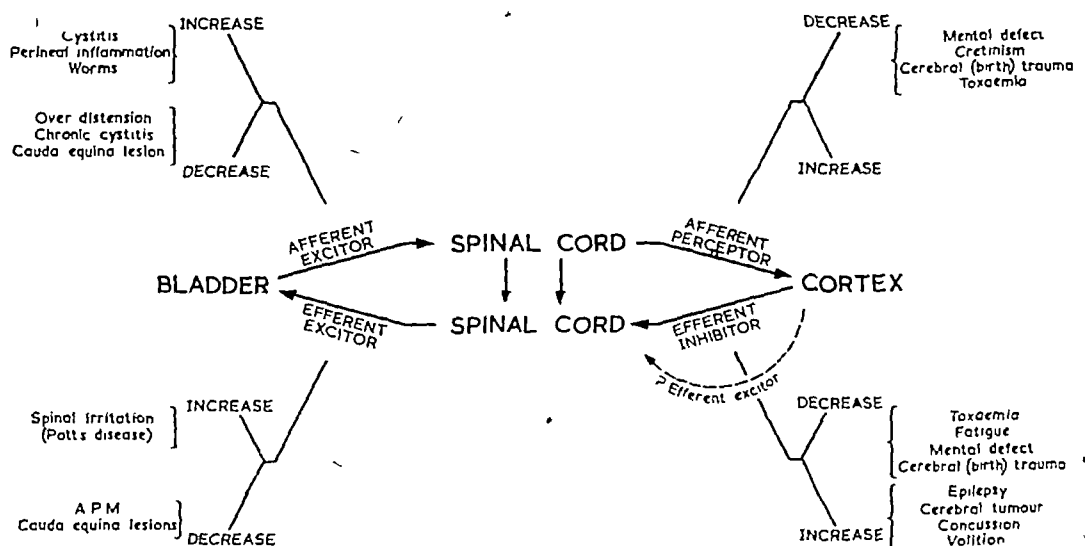 INCREASE
Cystitis
Perineal inflammation
Worms
Over distension
Chronic cystitis
Cauda equina lesion
DECREASE
DECREASE
Mental defect
Cretinism
Cerebral (birth) trauma
Toxaemia
INCREASE
AFFERENT
EXCITOR
SPINAL CORD
AFFERENT
PERCEPTOR
BLADDER
CORTEX
EFFERENT
EXCITOR
SPINAL CORD
EFFERENT
INHIBITOR
? Efferent excitor
INCREASE
Spinal irritation
(Potts disease)
A P M
Cauda equina lesions
DECREASE
DECREASE
Toxaemia
Fatigue
Mental defect
Cerebral (birth) trauma
Epilepsy
Cerebral tumour
Concussion
Volition
INCREASE